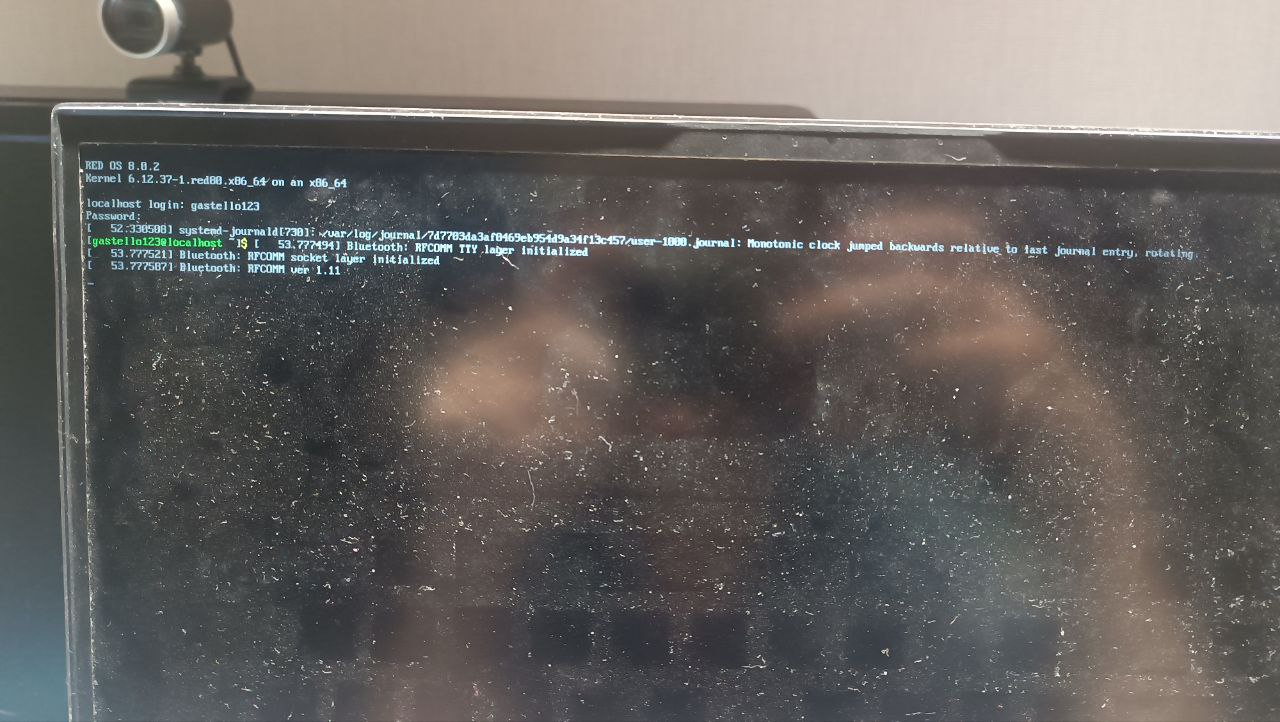 RED OS 8.0.2
Kernel 6.12.37-1.red80.x86_64 on an x86_64
localhost login: gastello123
Password:
[   52.330508] systemd-journald[730]: /var/log/journal/7d7703da3af0469eb954d9a34f13c457/user-1000.journal: Monotonic clock jumped backwards relative to last journal entry, rotating.
[gastello123@localhost ~]$ [   53.777494] Bluetooth: RFCOMM TTY layer initialized
[   53.777521] Bluetooth: RFCOMM socket layer initialized
[   53.777587] Bluetooth: RFCOMM ver 1.11